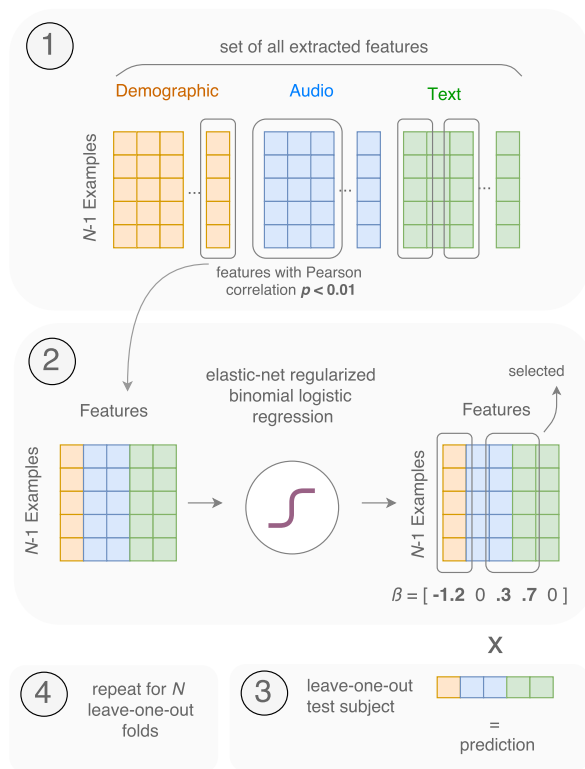 1
set of all extracted features
Demographic
Audio
Text
N-1 Examples
...
...
...
features with Pearson
correlation p < 0.01
2
elastic-net regularized
binomial logistic
regression
selected
Features
Features
N-1 Examples
N-1 Examples
ß = [ -1.2 0 .3 .7 0 ]
X
4
repeat for N
leave-one-out
folds
3
leave-one-out
test subject
=
prediction